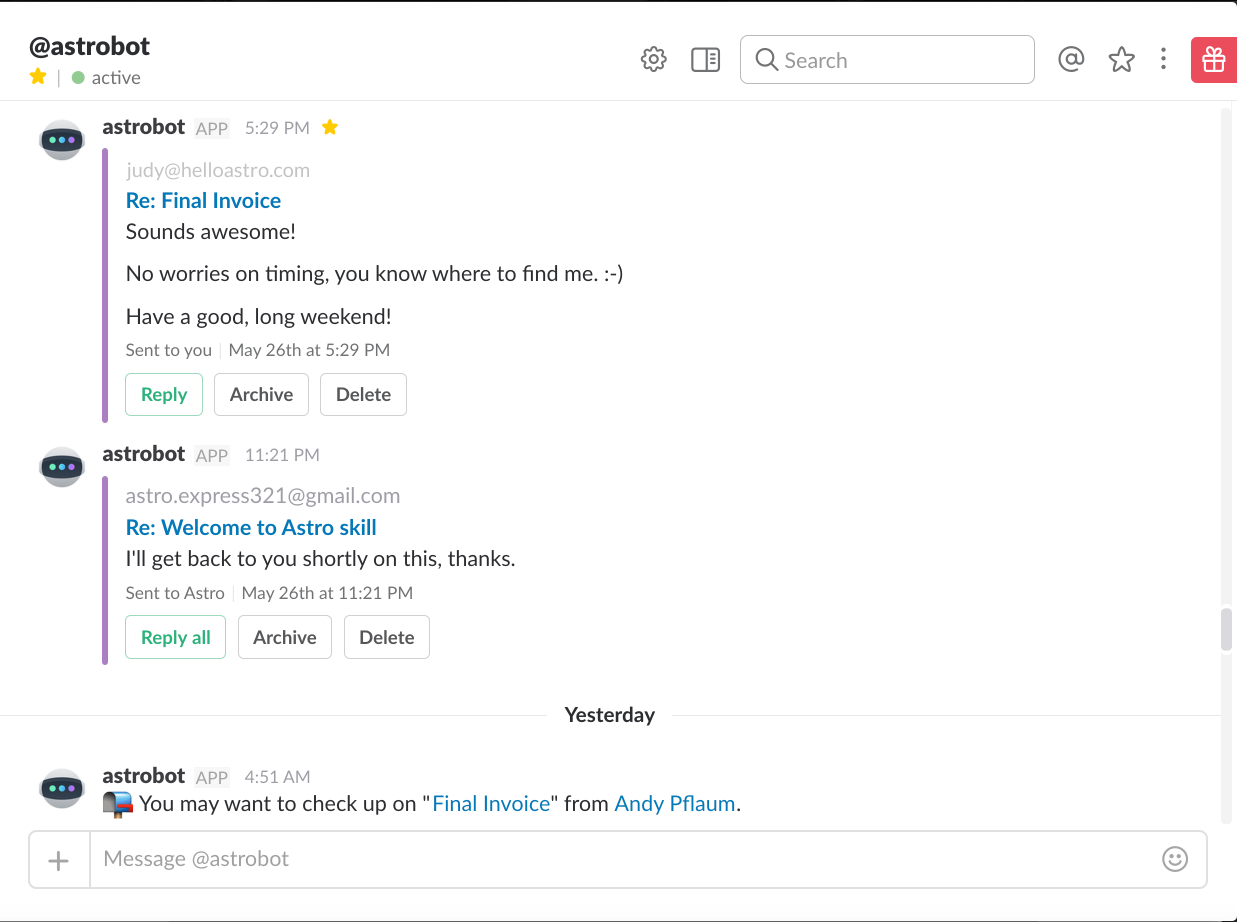 @astrobot
active
Search
astrobot APP 5:29 PM
judy@helloastro.com
Re: Final Invoice
Sounds awesome!
No worries on timing, you know where to find me. :-)
Have a good, long weekend!
Sent to you | May 26th at 5:29 PM
Reply Archive Delete
astrobot APP 11:21 PM
astro.express321@gmail.com
Re: Welcome to Astro skill
I'll get back to you shortly on this, thanks.
Sent to Astro | May 26th at 11:21 PM
Reply all Archive Delete
Yesterday
astrobot APP 4:51 AM
You may want to check up on "Final Invoice" from Andy Pflaum.
Message @astrobot